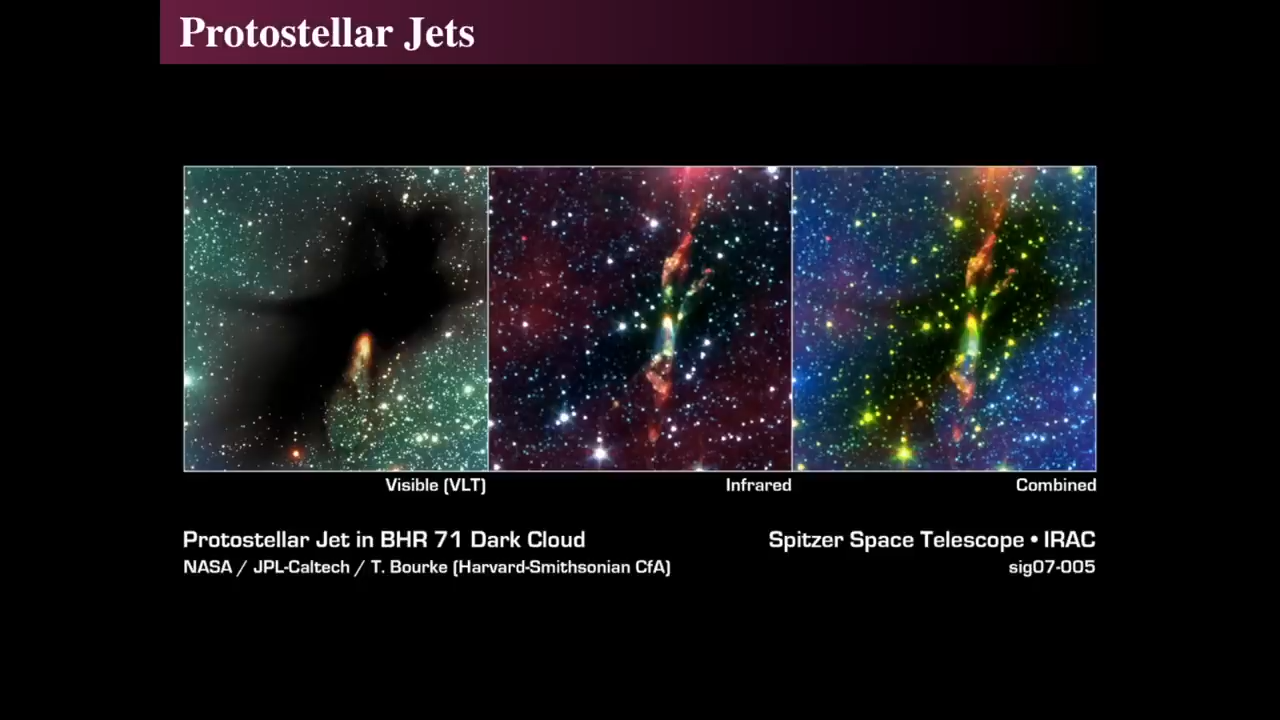 Protostellar Jets
Visible (VLT)
Infrared
Combined
Protostellar Jet in BHR 71 Dark Cloud
NASA / JPL-Caltech / T. Bourke (Harvard-Smithsonian CfA)
Spitzer Space Telescope • IRAC
sig07-005